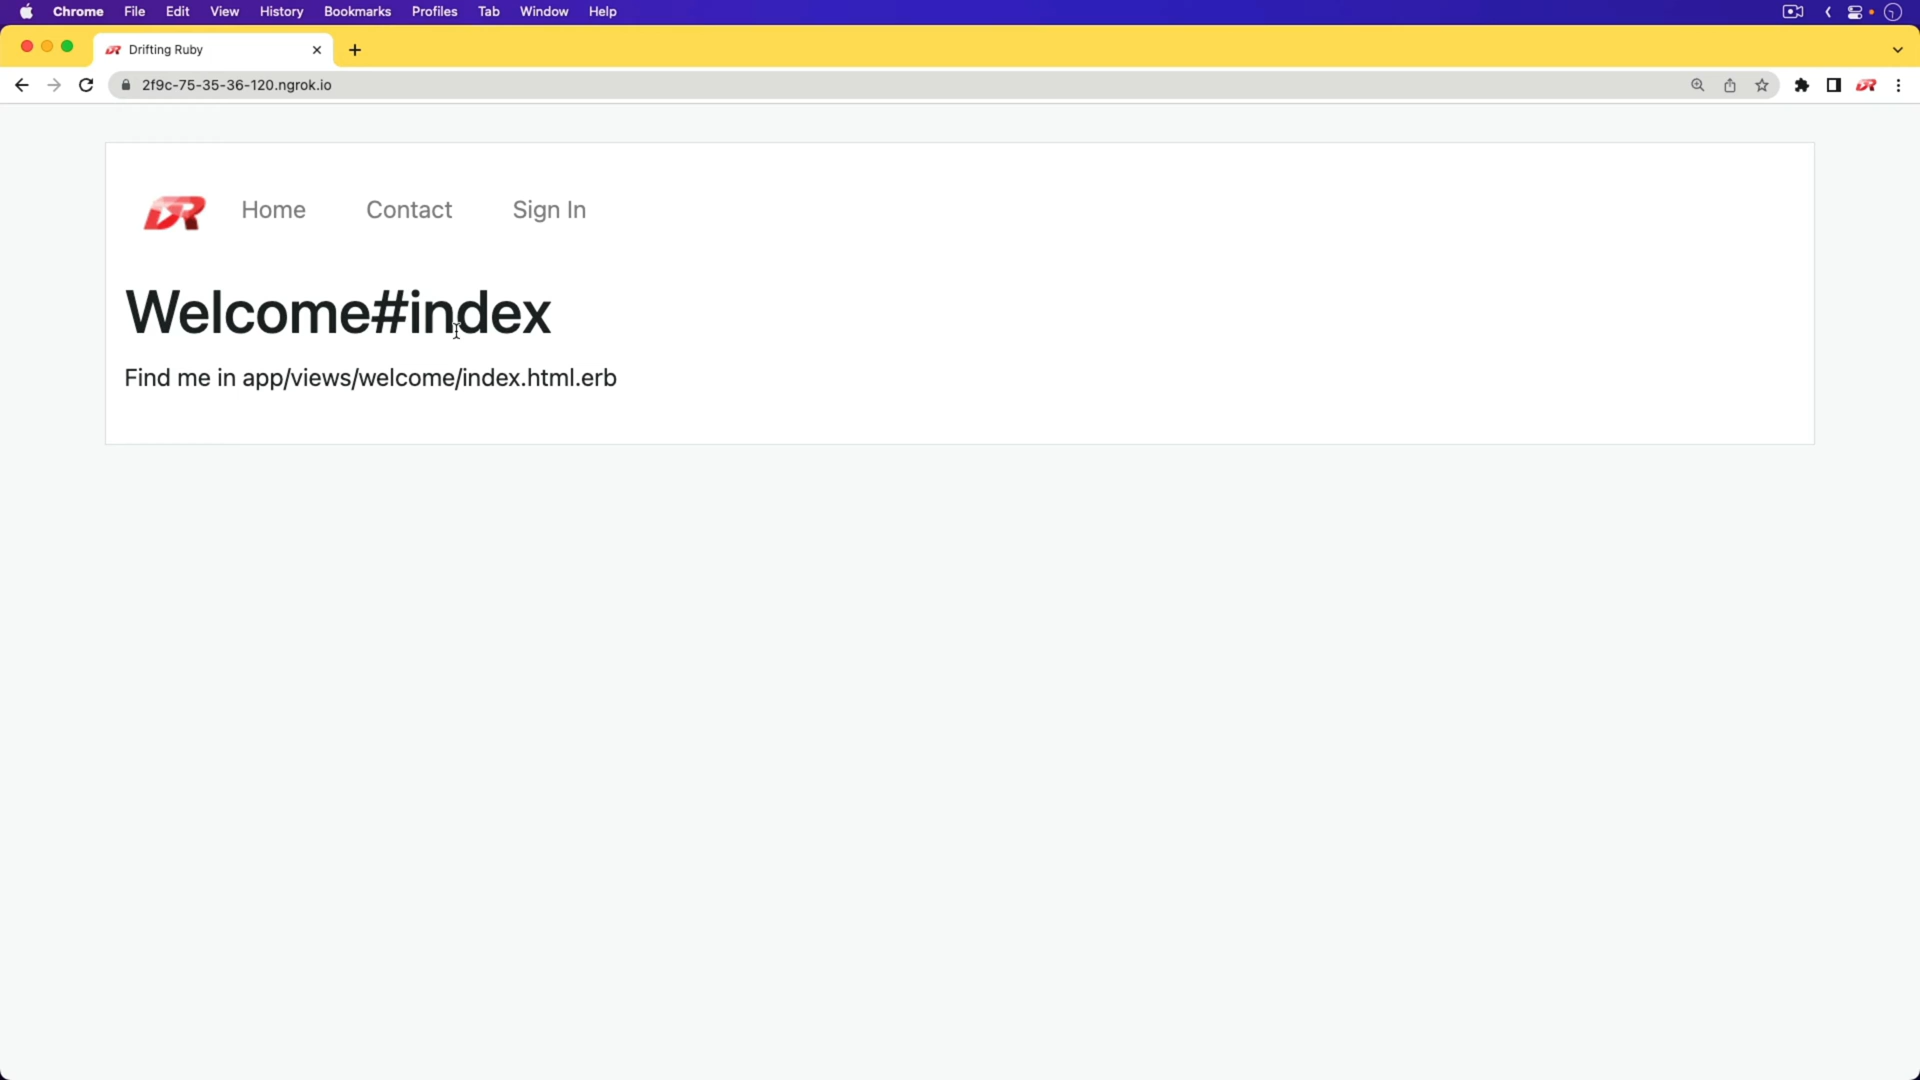 Chrome File Edit View History Bookmarks Profiles Tab Window Help
Drifting Ruby
2f9c-75-35-36-120.ngrok.io
DR Home Contact Sign In
Welcome#index
Find me in app/views/welcome/index.html.erb